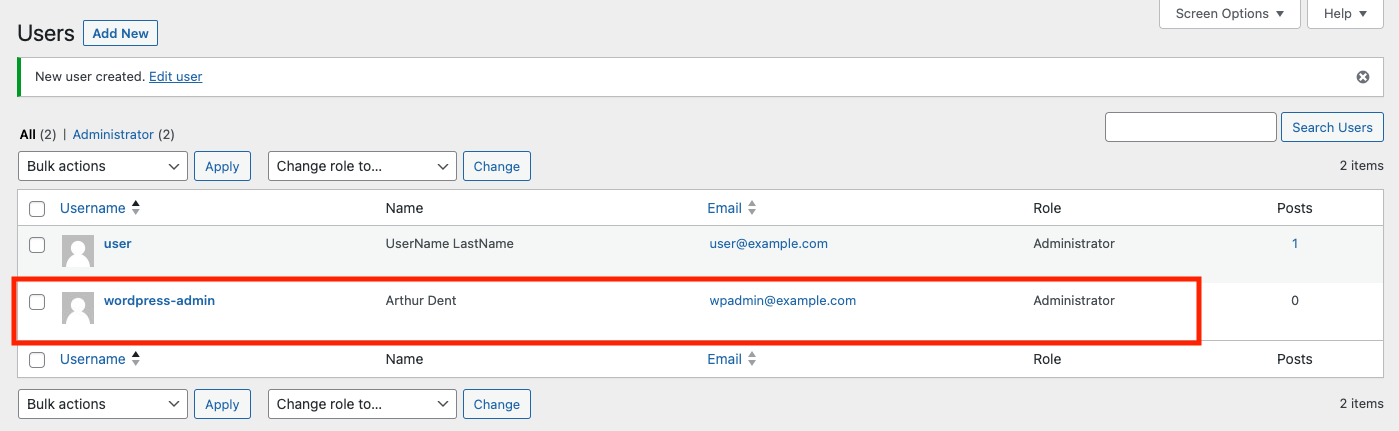 Screen Options ▼ Help ▼
Users Add New
New user created. Edit user
All (2) | Administrator (2)
Search Users
Bulk actions Apply Change role to... Change 2 items
Username Name Email Role Posts
user UserName LastName user@example.com Administrator 1
wordpress-admin Arthur Dent wpadmin@example.com Administrator 0
Username Name Email Role Posts
Bulk actions Apply Change role to... Change 2 items